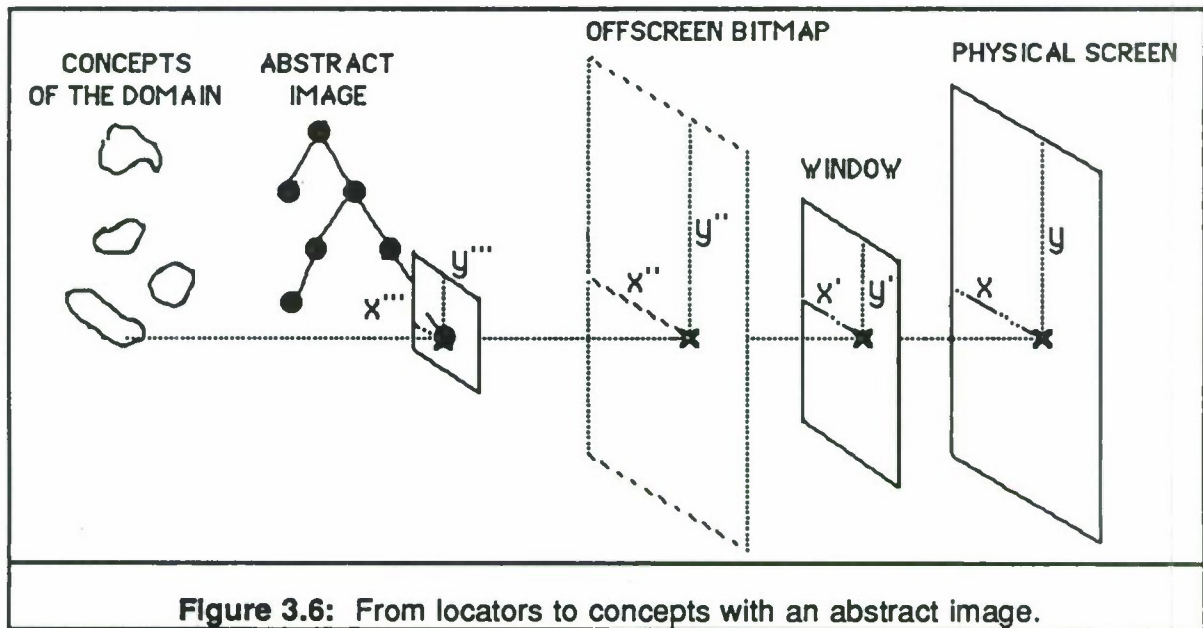 CONCEPTS
OF THE DOMAIN
ABSTRACT
IMAGE
OFFSCREEN BITMAP
WINDOW
PHYSICAL SCREEN
y'''
x'''
y''
x''
y'
x'
y
x
Figure 3.6: From locators to concepts with an abstract image.